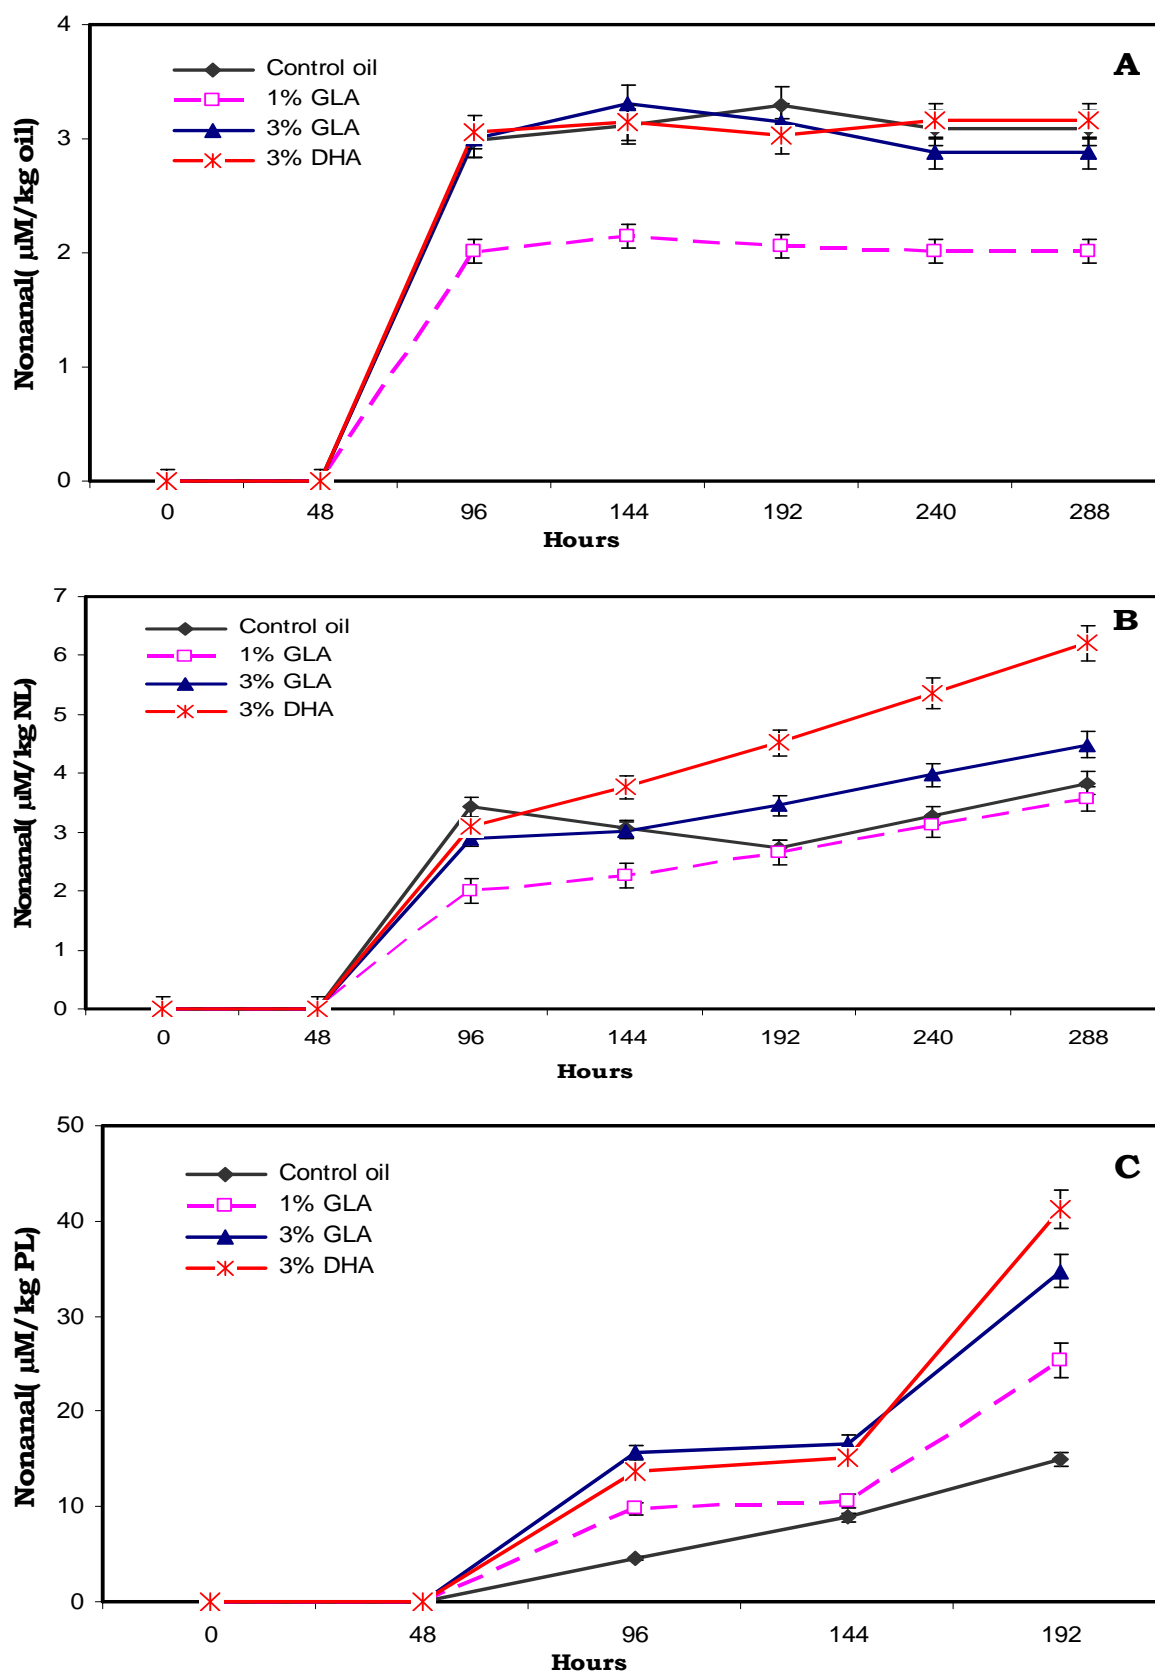 A
Control oil
1% GLA
3% GLA
3% DHA
Nonanal( µM/kg oil)
4
3
2
1
0
0 48 96 144 192 240 288
Hours
B
Control oil
1% GLA
3% GLA
3% DHA
Nonanal( µM/kg NL)
7
6
5
4
3
2
1
0
0 48 96 144 192 240 288
Hours
C
Control oil
1% GLA
3% GLA
3% DHA
Nonanal( µM/ kg PL)
50
40
30
20
10
0
0 48 96 144 192
Hours